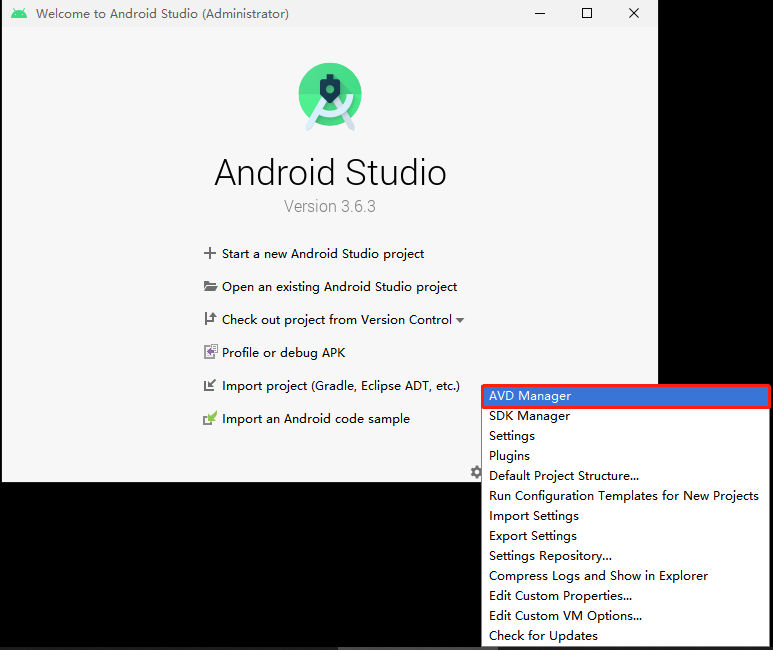 Welcome to Android Studio (Administrator)
Android Studio
Version 3.6.3
Start a new Android Studio project
Open an existing Android Studio project
Check out project from Version Control
Profile or debug APK
Import project (Gradle, Eclipse ADT, etc.)
Import an Android code sample
AVD Manager
SDK Manager
Settings
Plugins
Default Project Structure...
Run Configuration Templates for New Projects
Import Settings
Export Settings
Settings Repository...
Compress Logs and Show in Explorer
Edit Custom Properties...
Edit Custom VM Options...
Check for Updates